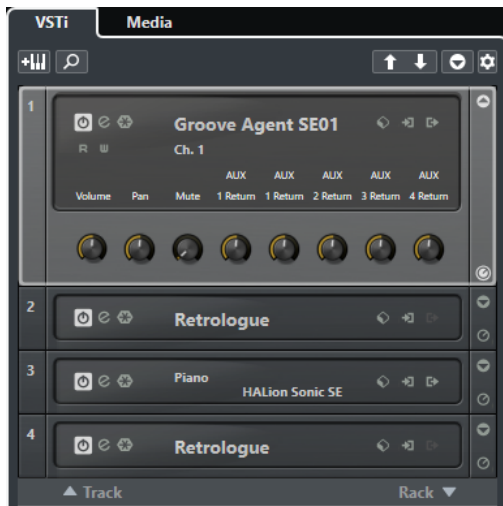 VSTi Media
1
Groove Agent SE01
R W
Ch. 1
AUX AUX AUX AUX AUX
Volume Pan Mute 1 Return 1 Return 2 Return 3 Return 4 Return
2
Retrologue
3
Piano
HALion Sonic SE
4
Retrologue
Track Rack